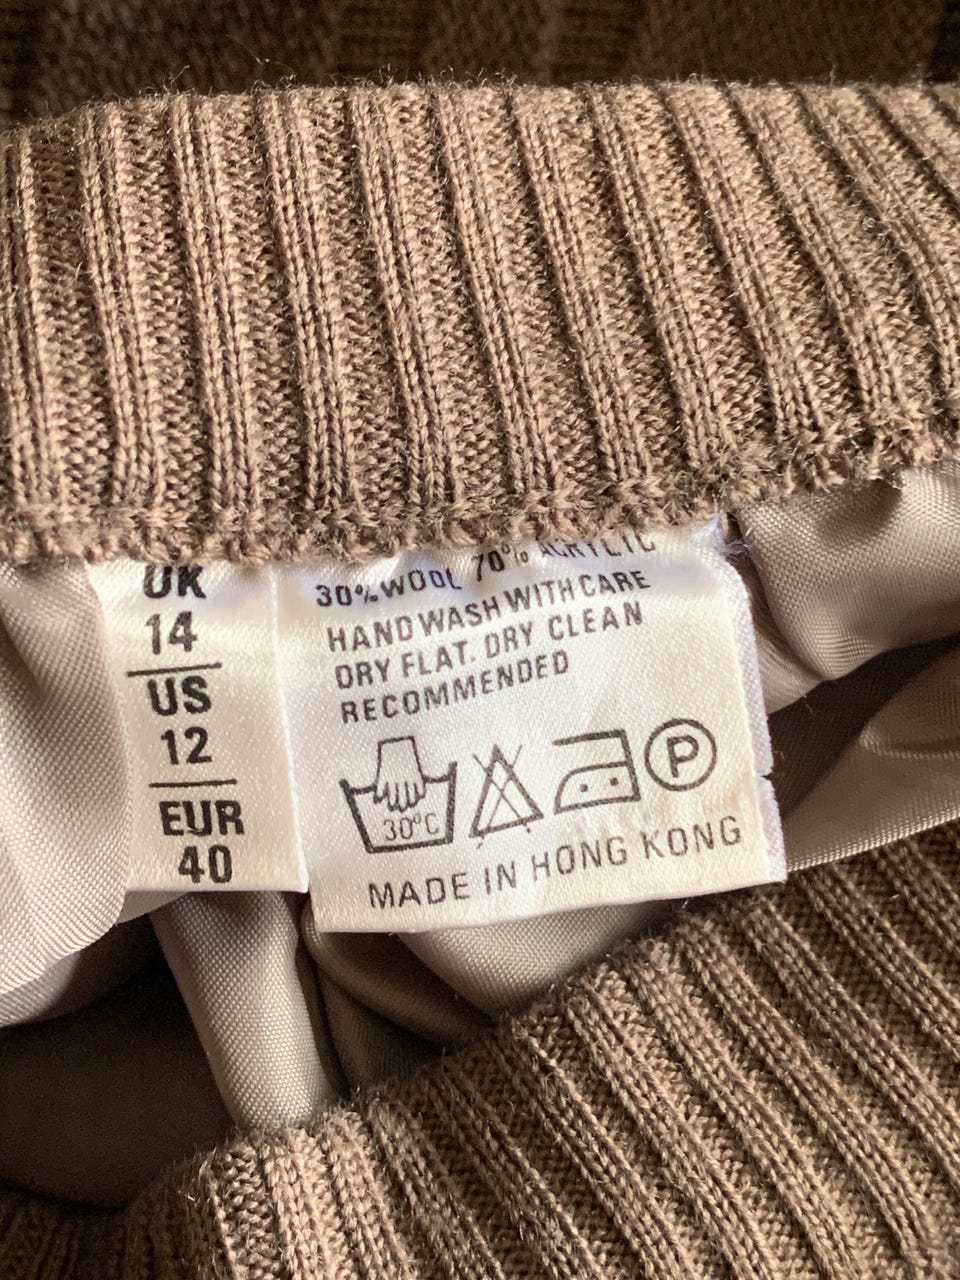 UK
14
US
12
EUR
40
30% WOOL 70% ACRYLIC
HAND WASH WITH CARE
DRY FLAT. DRY CLEAN
RECOMMENDED
30°C
P
MADE IN HONG KONG